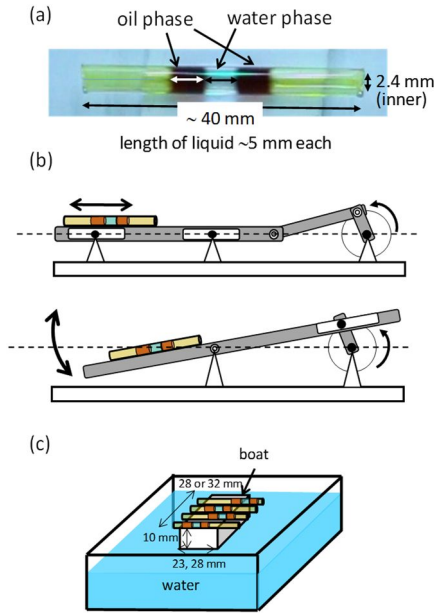 (a)
oil phase water phase
2.4 mm
(inner)
~ 40 mm
length of liquid ~5 mm each
(b)
(c)
boat
28 or 32 mm
10 mm
23, 28 mm
water